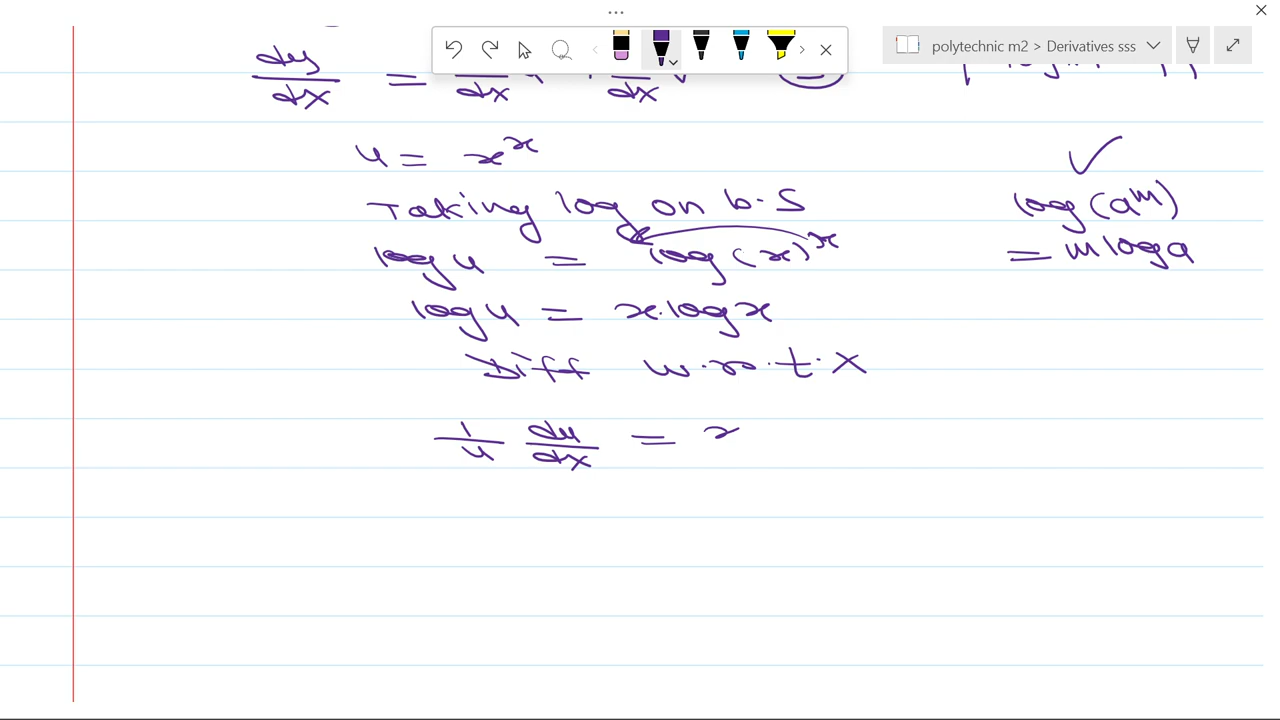 polytechnic m2 > Derivatives sss
dy/dx = /dx /dx
u = x^x
Taking log on b.s
log u = log(x)^x
log u = x.log x
Diff w.r.t.x
1/u du/dx = x
log(a^m)
= m log a